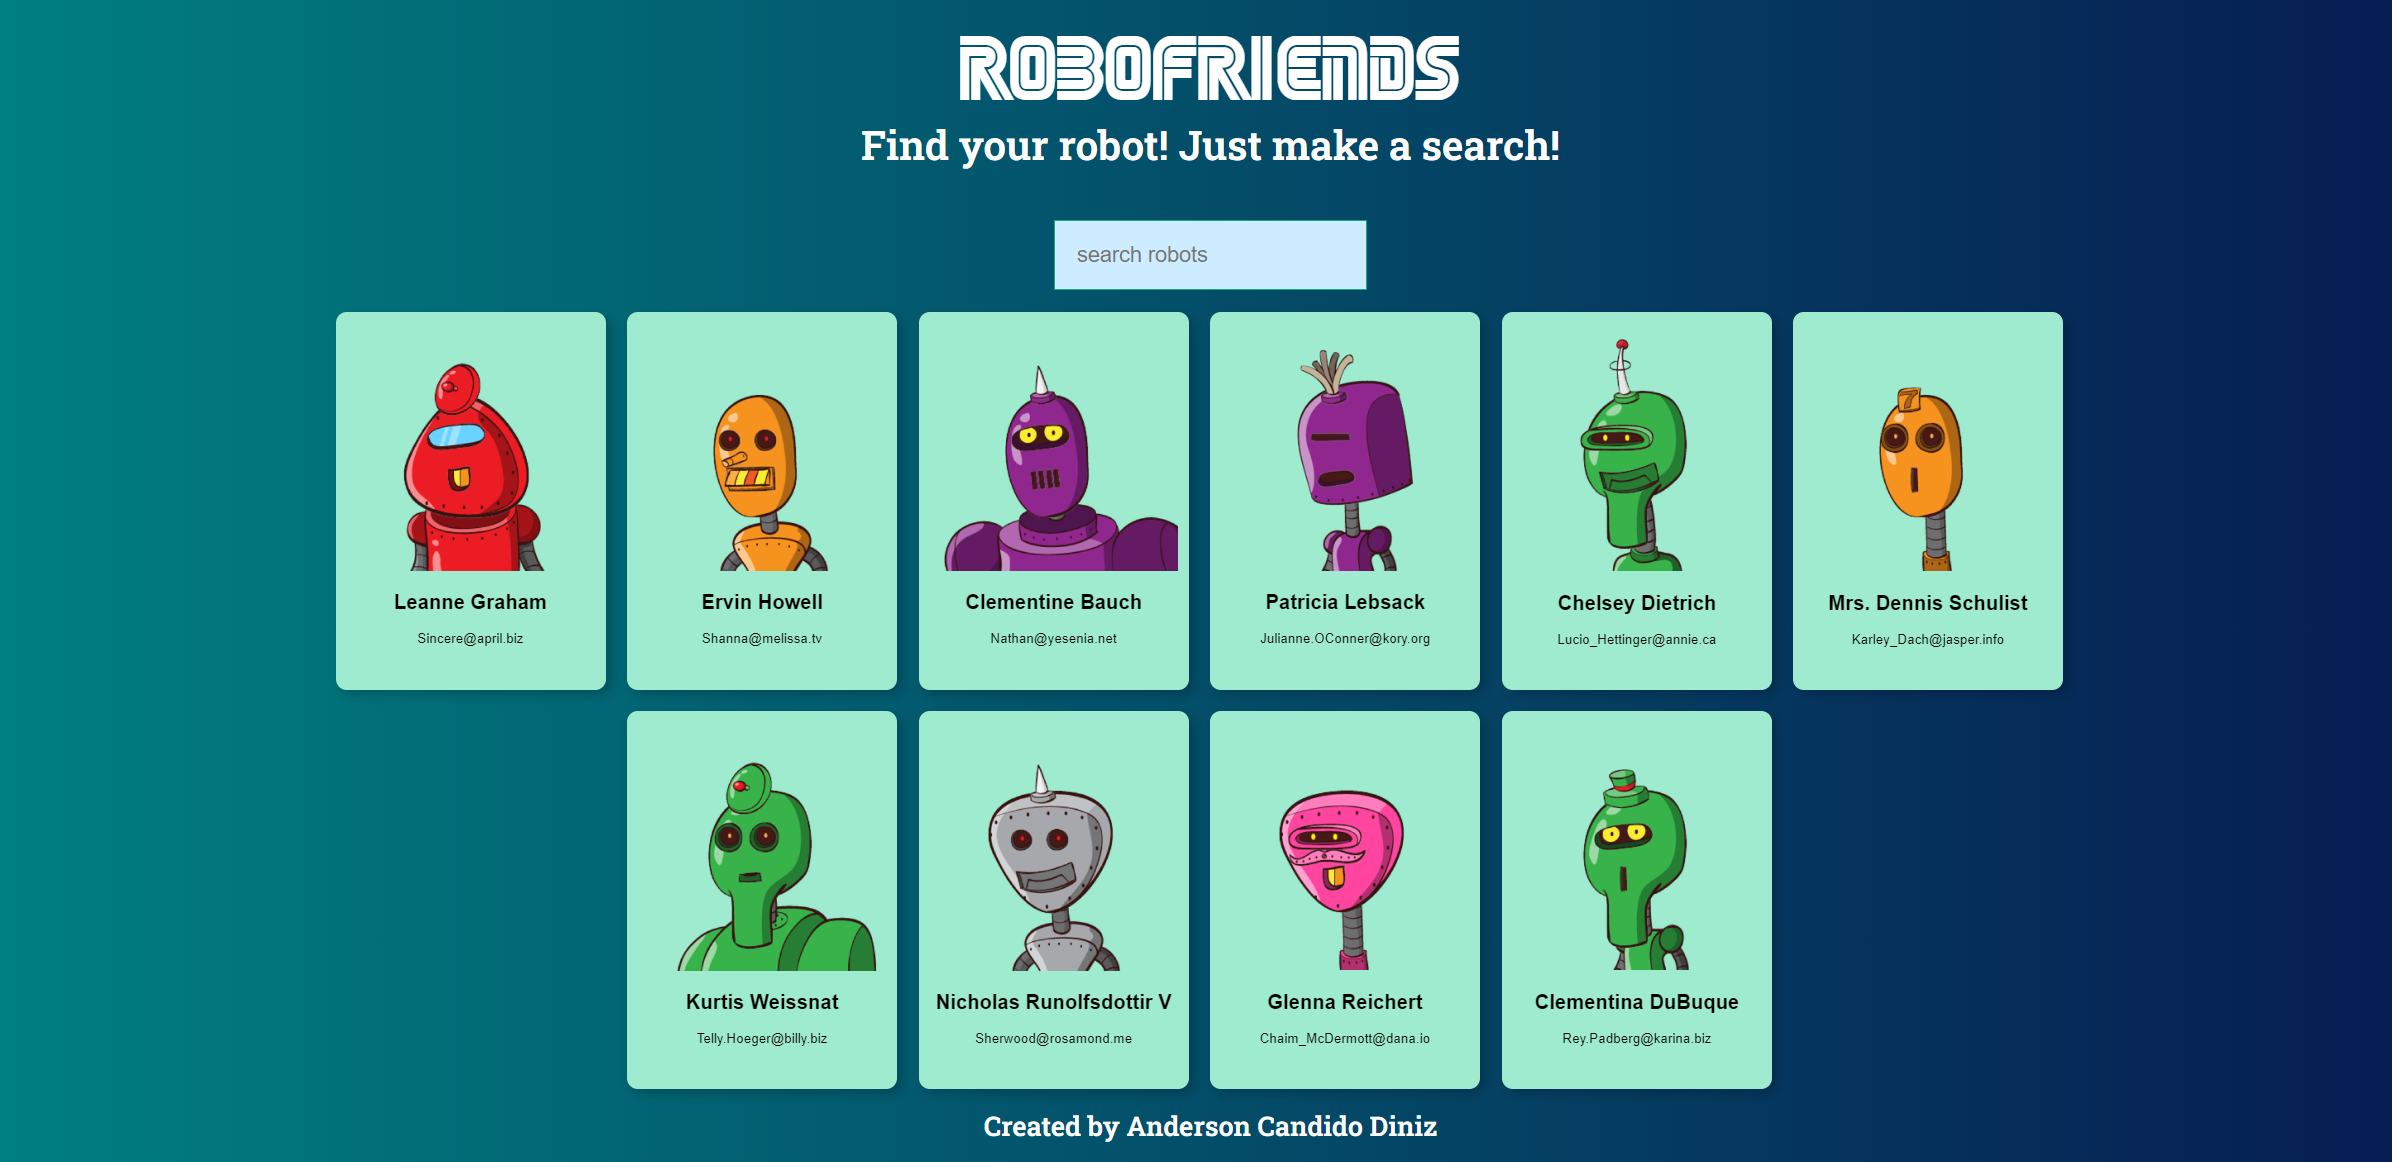 ROBOFRIENDS
Find your robot! Just make a search!
search robots
7
Leanne Graham
Sincere@april.biz
Ervin Howell
Shanna@melissa.tv
Clementine Bauch
Nathan@yesenia.net
Patricia Lebsack
Julianne.OConner@kory.org
Chelsey Dietrich
Lucio_Hettinger@annie.ca
Mrs. Dennis Schulist
Karley_Dach@jasper.info
Kurtis Weissnat
Telly.Hoeger@billy.biz
Nicholas Runolfsdottir V
Sherwood@rosamond.me
Glenna Reichert
Chaim_McDermott@dana.io
Clementina DuBuque
Rey.Padberg@karina.biz
Created by Anderson Candido Diniz